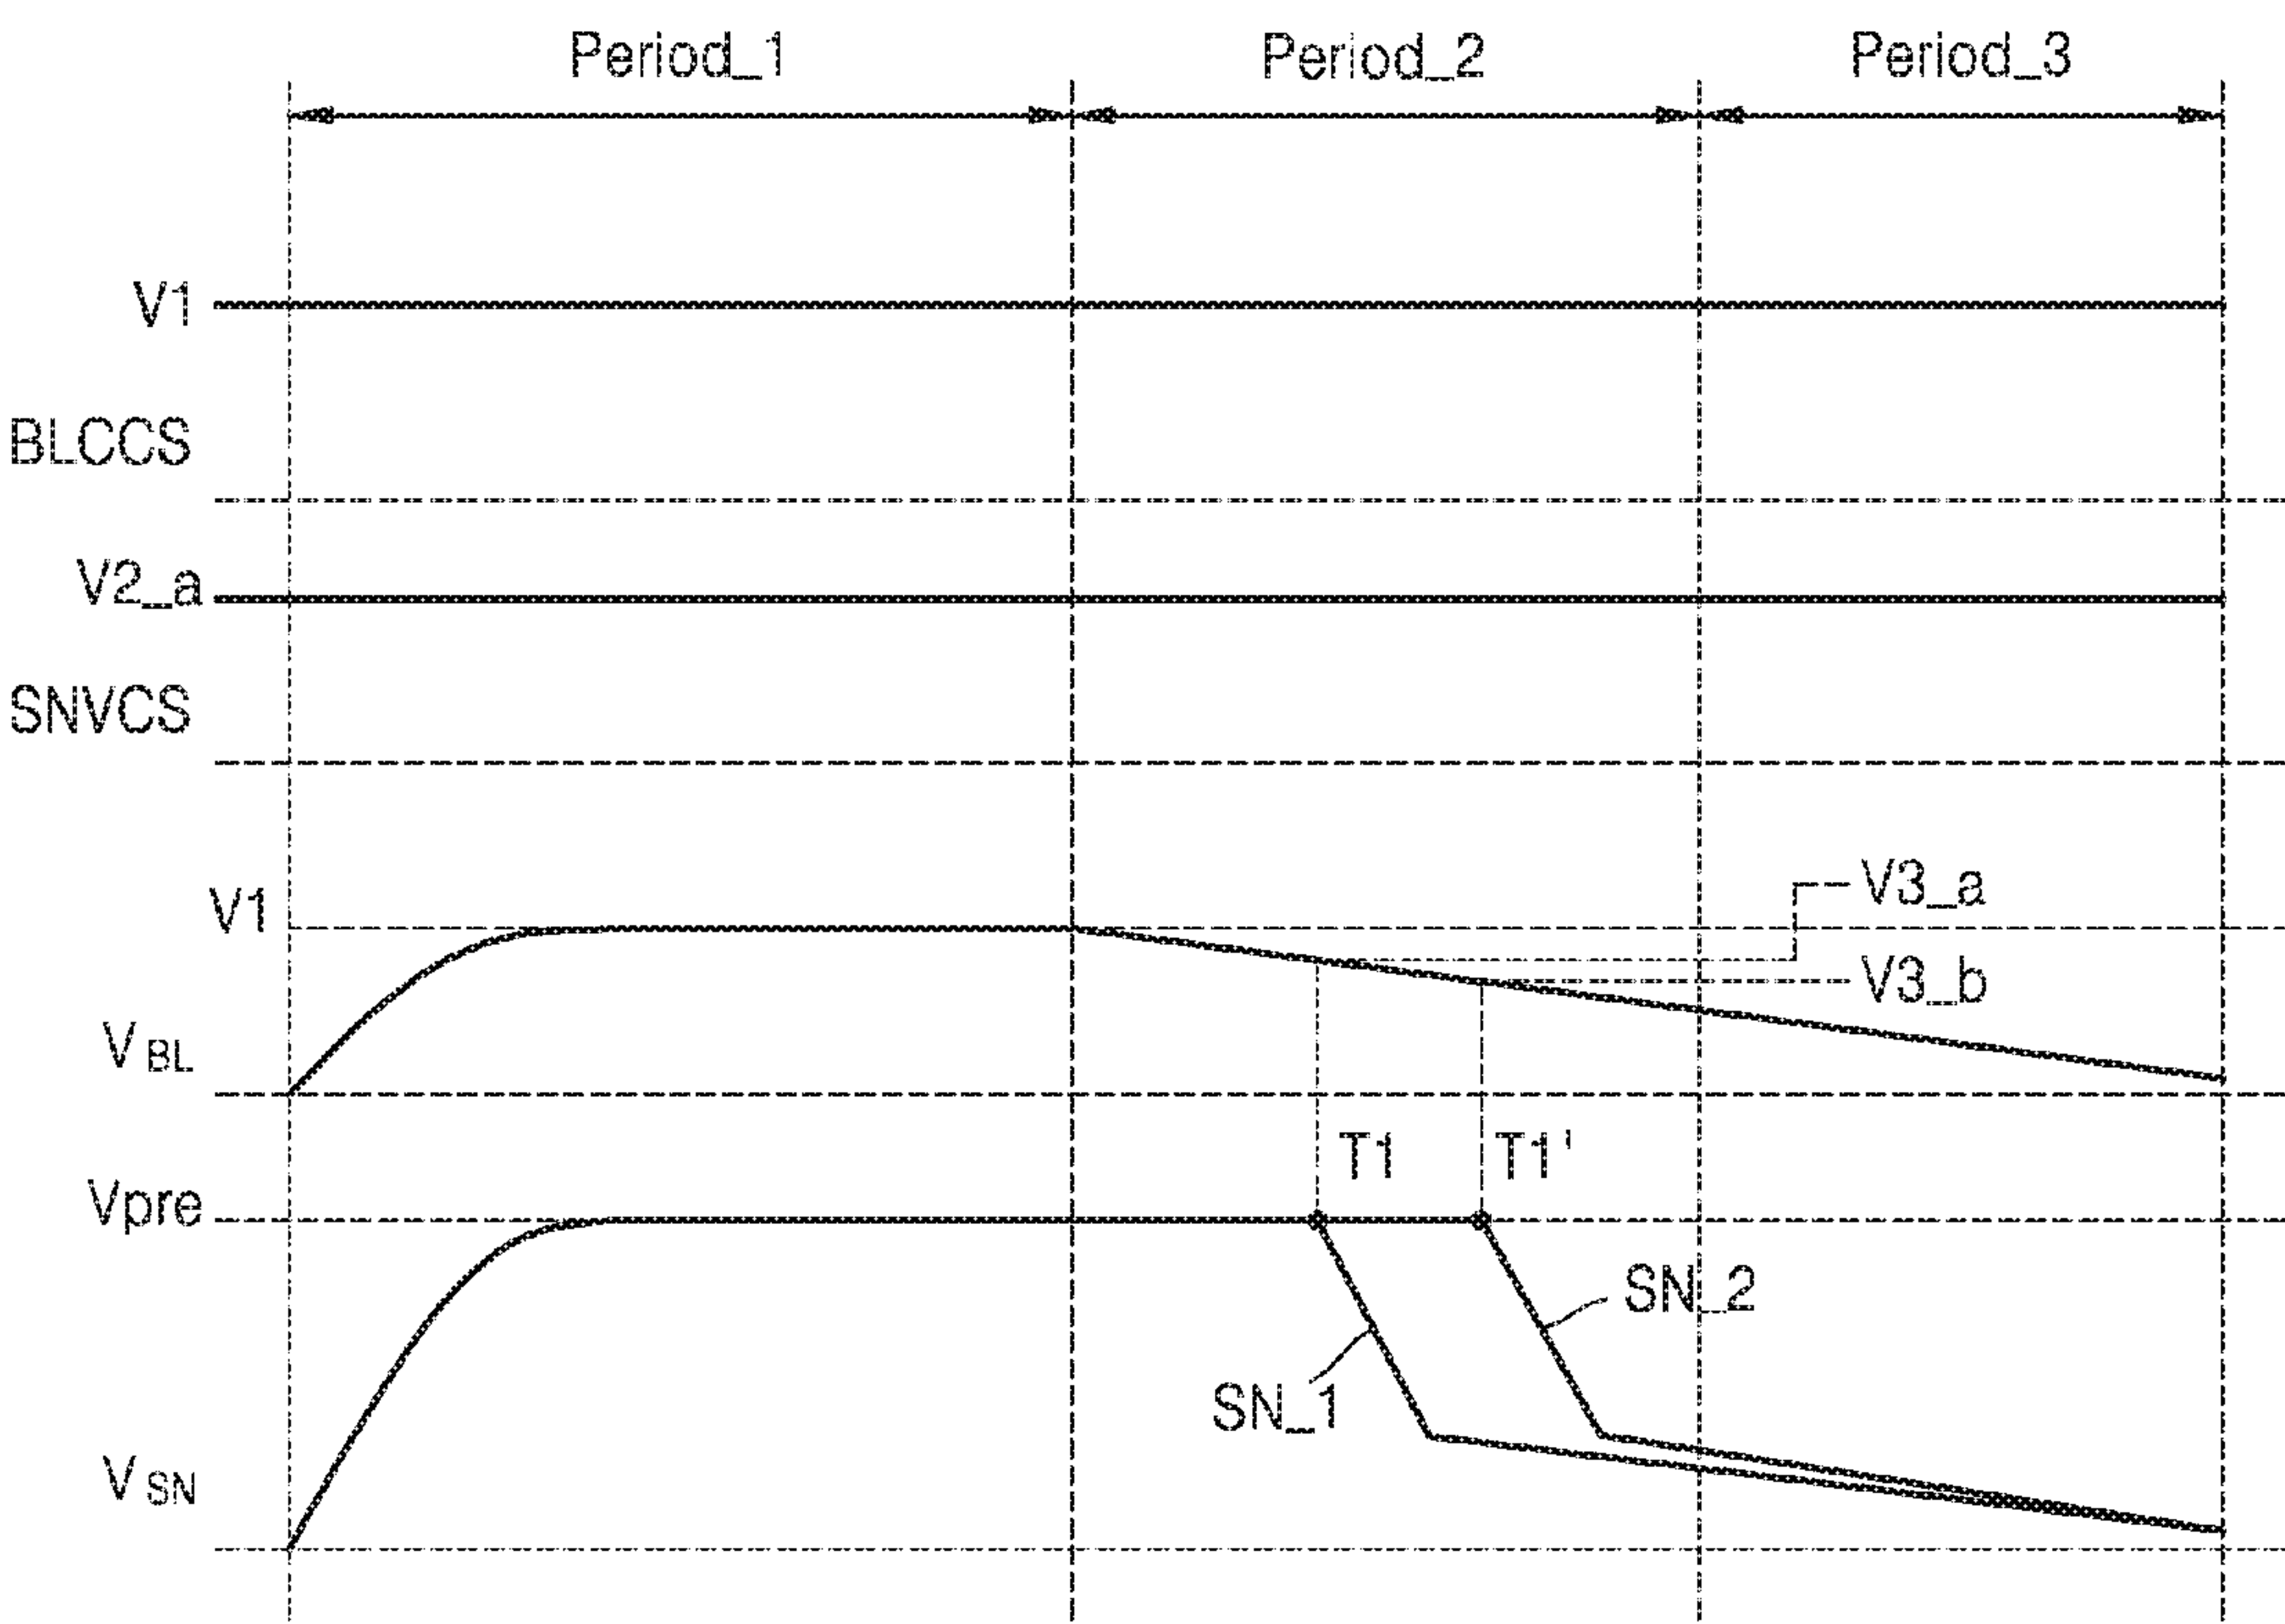 Period_1 Period_2 Period_3
V1
BLCCS
V2_a
SNVCS
V1
V3_a
V3_b
VBL
T1 T1'
Vpre
SN_2
SN_1
VSN